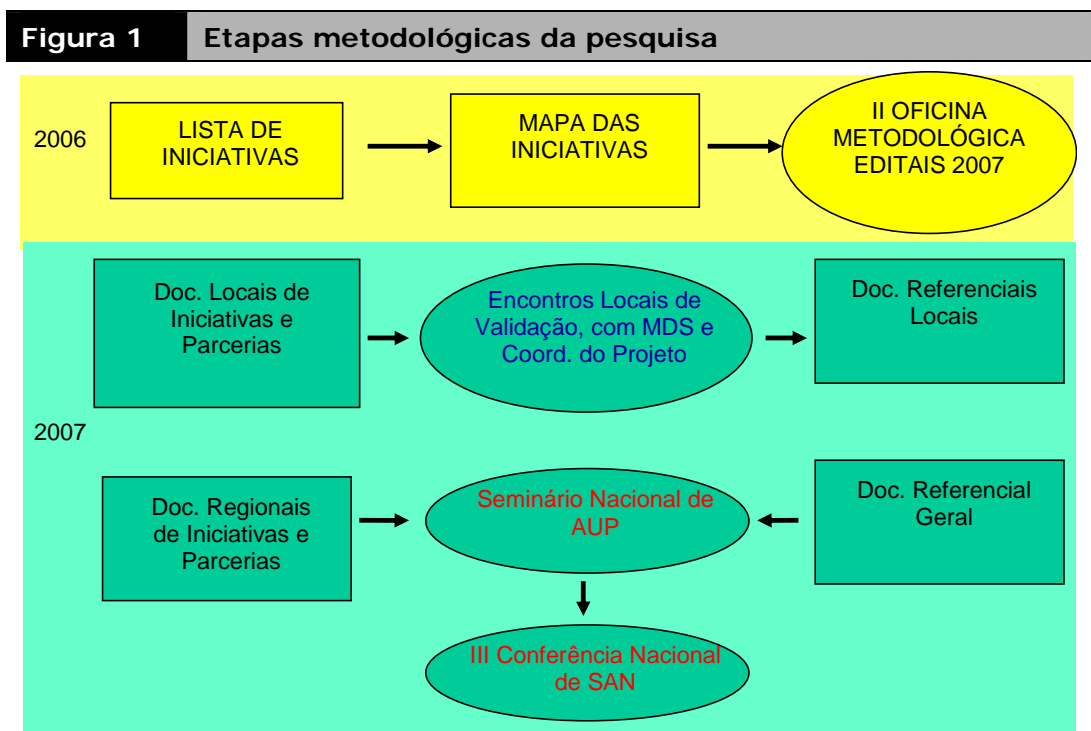 Figura 1 Etapas metodológicas da pesquisa
2006
LISTA DE
INICIATIVAS
MAPA DAS
INICIATIVAS
II OFICINA
METODOLÓGICA
EDITAIS 2007
2007
Doc. Locais de
Iniciativas e
Parcerias
Encontros Locais de
Validação, com MDS e
Coord. do Projeto
Doc. Referenciais
Locais
Doc. Regionais
de Iniciativas e
Parcerias
Seminário Nacional de
AUP
Doc. Referencial
Geral
III Conferência Nacional
de SAN